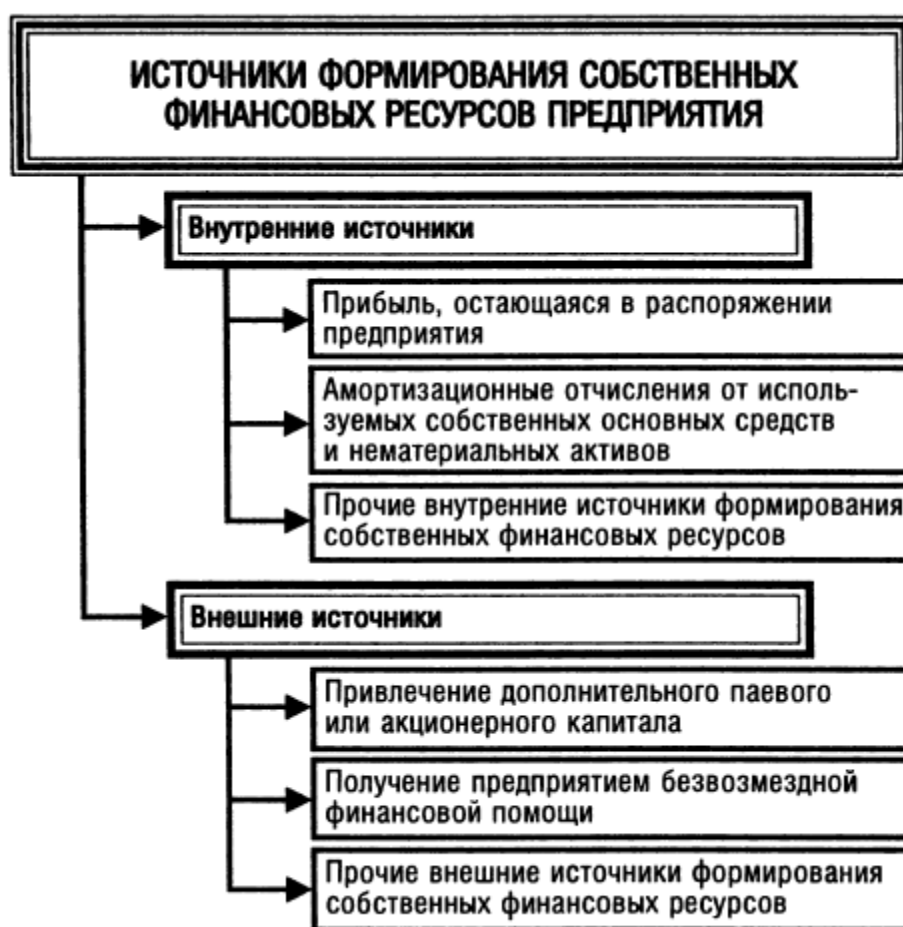 ИСТОЧНИКИ ФОРМИРОВАНИЯ СОБСТВЕННЫХ
ФИНАНСОВЫХ РЕСУРСОВ ПРЕДПРИЯТИЯ
Внутренние источники
Прибыль, остающаяся в распоряжении
предприятия
Амортизационные отчисления от исполь-
зуемых собственных основных средств
и нематериальных активов
Прочие внутренние источники формирования
собственных финансовых ресурсов
Внешние источники
Привлечение дополнительного паевого
или акционерного капитала
Получение предприятием безвозмездной
финансовой помощи
Прочие внешние источники формирования
собственных финансовых ресурсов